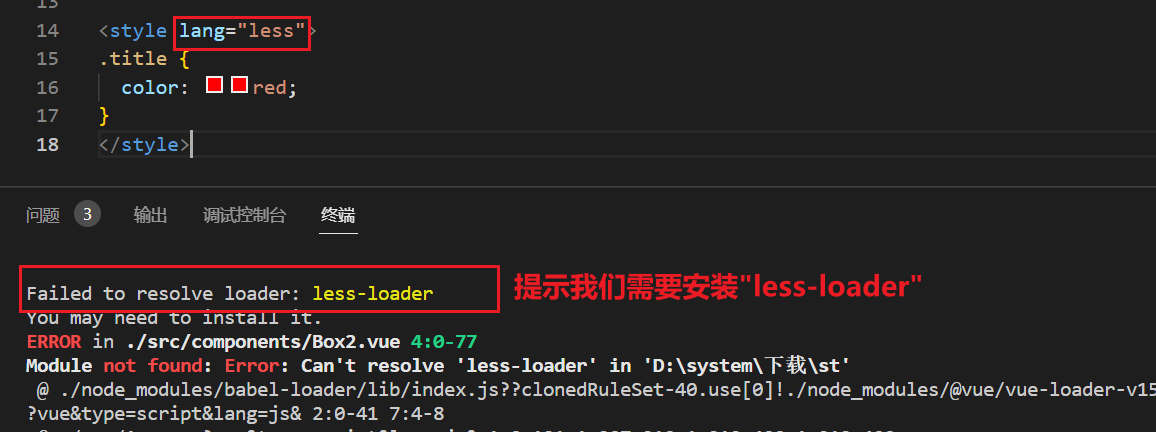 13
14 <style lang="less">
15 .title {
16 color: red;
17 }
18 </style>
问题 3 输出 调试控制台 终端
Failed to resolve loader: less-loader 提示我们需要安装"less-loader"
You may need to install it.
ERROR in ./src/components/Box2.vue 4:0-77
Module not found: Error: Can't resolve 'less-loader' in 'D:\system\下载\st'
@ ./node_modules/babel-loader/lib/index.js??clonedRuleSet-40.use[0]!./node_modules/@vue/vue-loader-v15
?vue&type=script&lang=js& 2:0-41 7:4-8